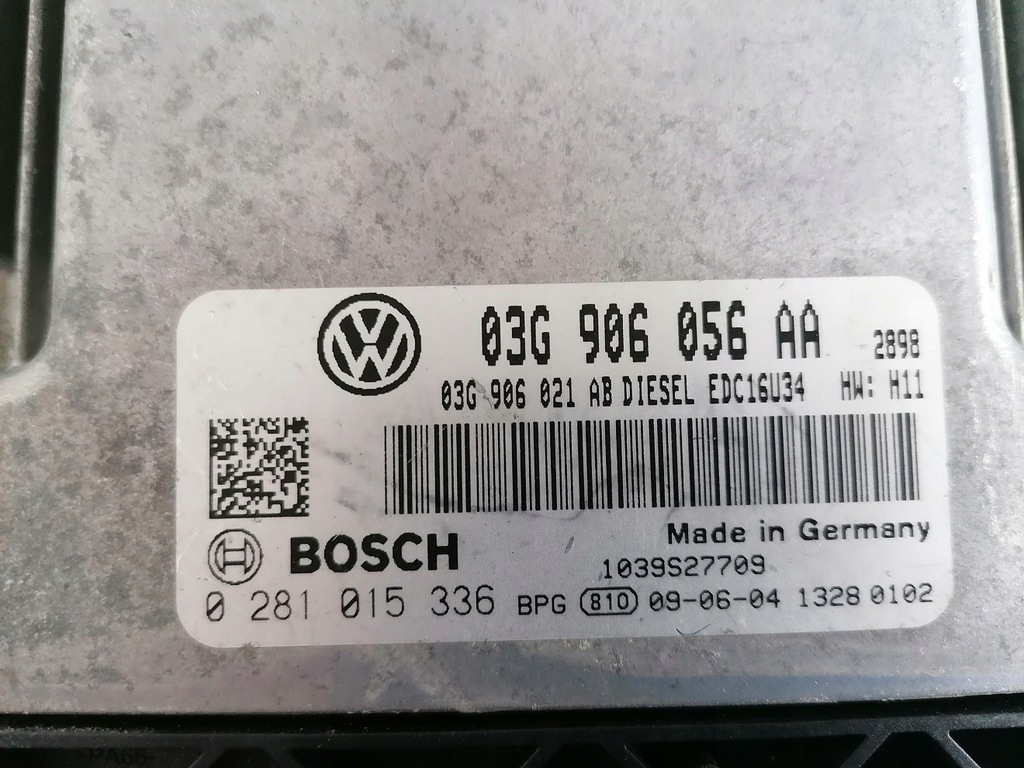 03G 906 056 AA 2898
03G 906 021 AB DIESEL EDC16U34 HW: H11
Made in Germany
BOSCH
1039S27709
0 281 015 336 BPG 810 09-06-04 1328 0102
>PA66-